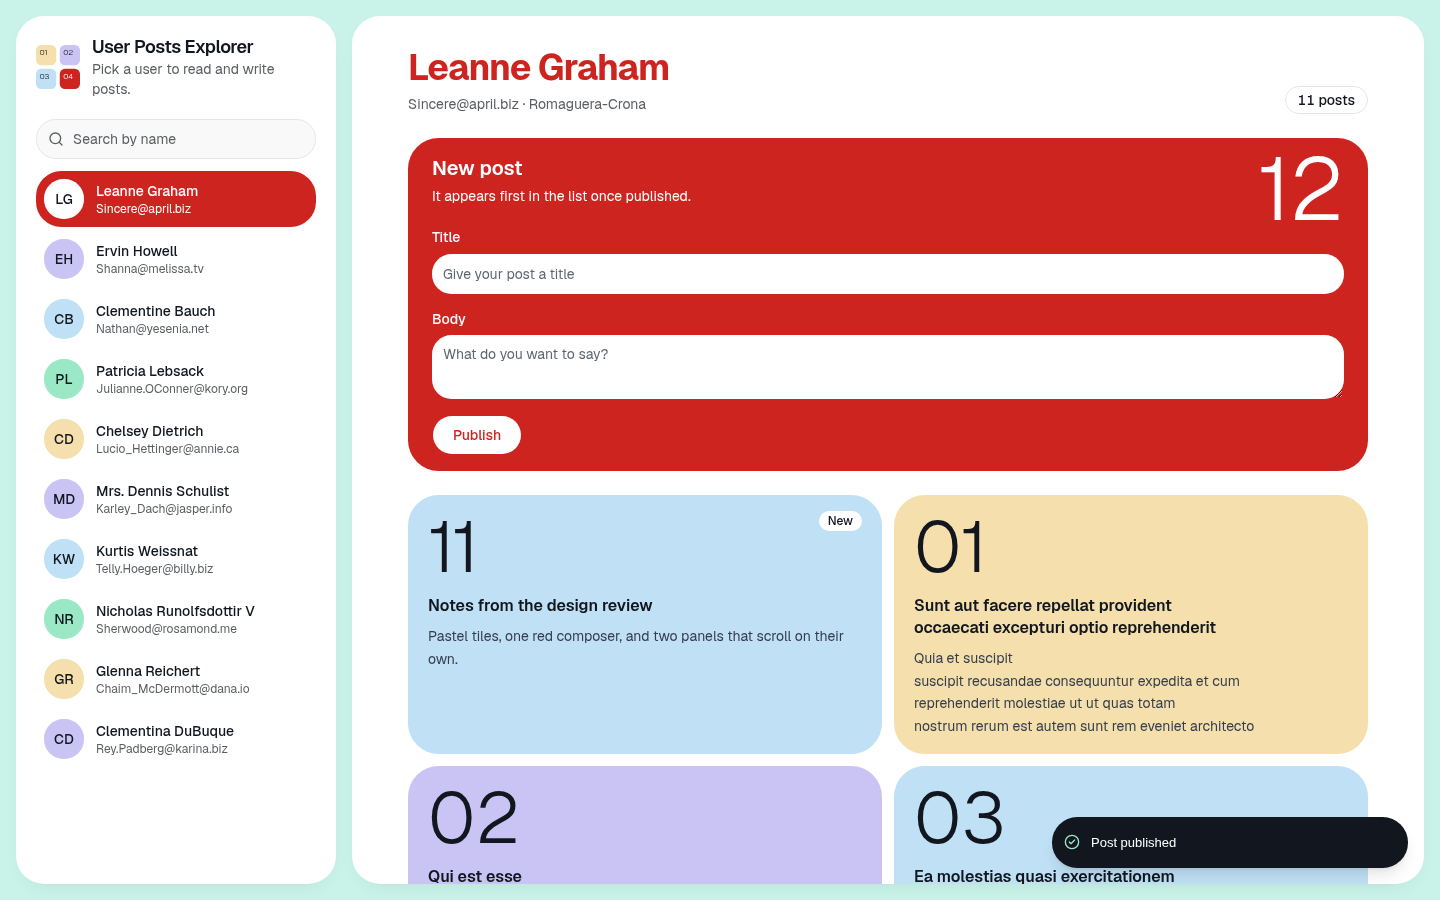 01
02
03
04
User Posts Explorer
Pick a user to read and write
posts.
Search by name
LG
Leanne Graham
Sincere@april.biz
EH
Ervin Howell
Shanna@melissa.tv
CB
Clementine Bauch
Nathan@yesenia.net
PL
Patricia Lebsack
Julianne.OConner@kory.org
CD
Chelsey Dietrich
Lucio_Hettinger@annie.ca
MD
Mrs. Dennis Schulist
Karley_Dach@jasper.info
KW
Kurtis Weissnat
Telly.Hoeger@billy.biz
NR
Nicholas Runolfsdottir V
Sherwood@rosamond.me
GR
Glenna Reichert
Chaim_McDermott@dana.io
CD
Clementina DuBuque
Rey.Padberg@karina.biz
Leanne Graham
Sincere@april.biz · Romaguera-Crona
11 posts
New post
It appears first in the list once published.
12
Title
Give your post a title
Body
What do you want to say?
Publish
11
New
Notes from the design review
Pastel tiles, one red composer, and two panels that scroll on their
own.
01
Sunt aut facere repellat provident
occaecati excepturi optio reprehenderit
Quia et suscipit
suscipit recusandae consequuntur expedita et cum
reprehenderit molestiae ut ut quas totam
nostrum rerum est autem sunt rem eveniet architecto
02
Qui est esse
03
Ea molestias quasi exercitationem
Post published